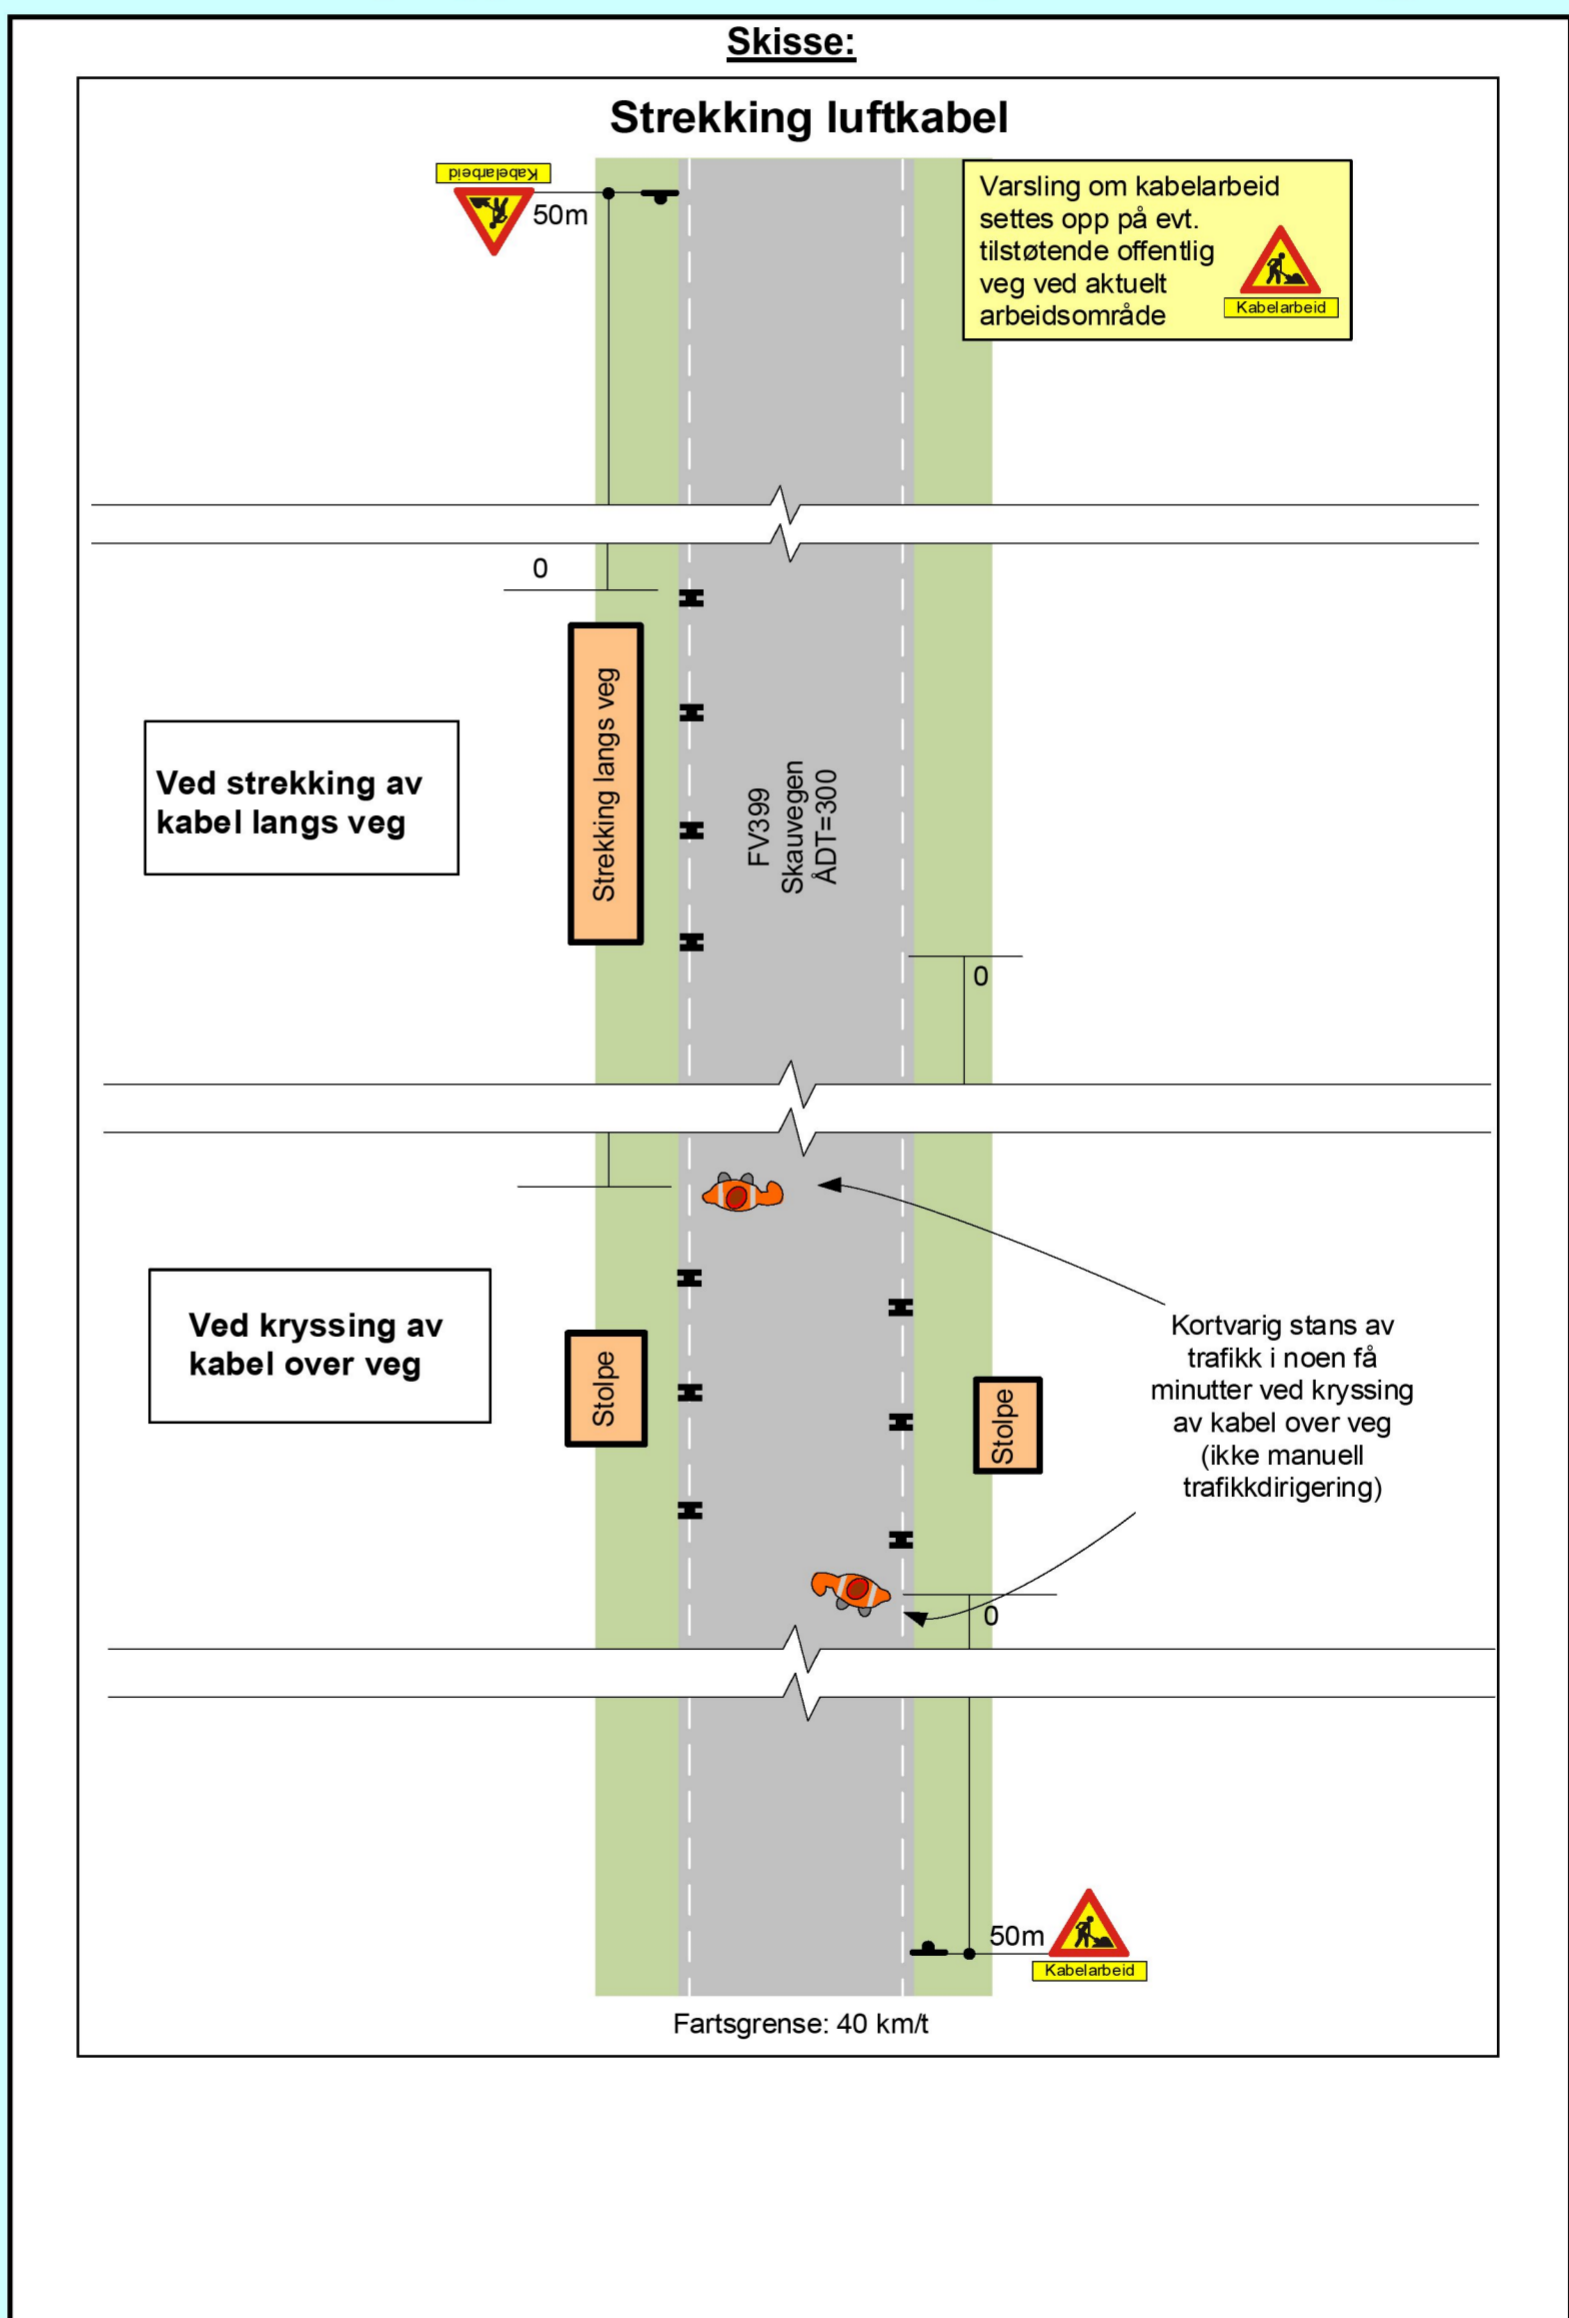 Skisse:
Strekking luftkabel
Kabelarbeid
50m
Varsling om kabelarbeid
settes opp på evt.
tilstøtende offentlig
veg ved aktuelt
arbeidsområde
Kabelarbeid
0
Strekking langs veg
Ved strekking av
kabel langs veg
FV399
Skauvegen
ÅDT=300
0
Ved kryssing av
kabel over veg
Stolpe
Stolpe
Kortvarig stans av
trafikk i noen få
minutter ved kryssing
av kabel over veg
(ikke manuell
trafikkdirigering)
0
50m
Kabelarbeid
Fartsgrense: 40 km/t